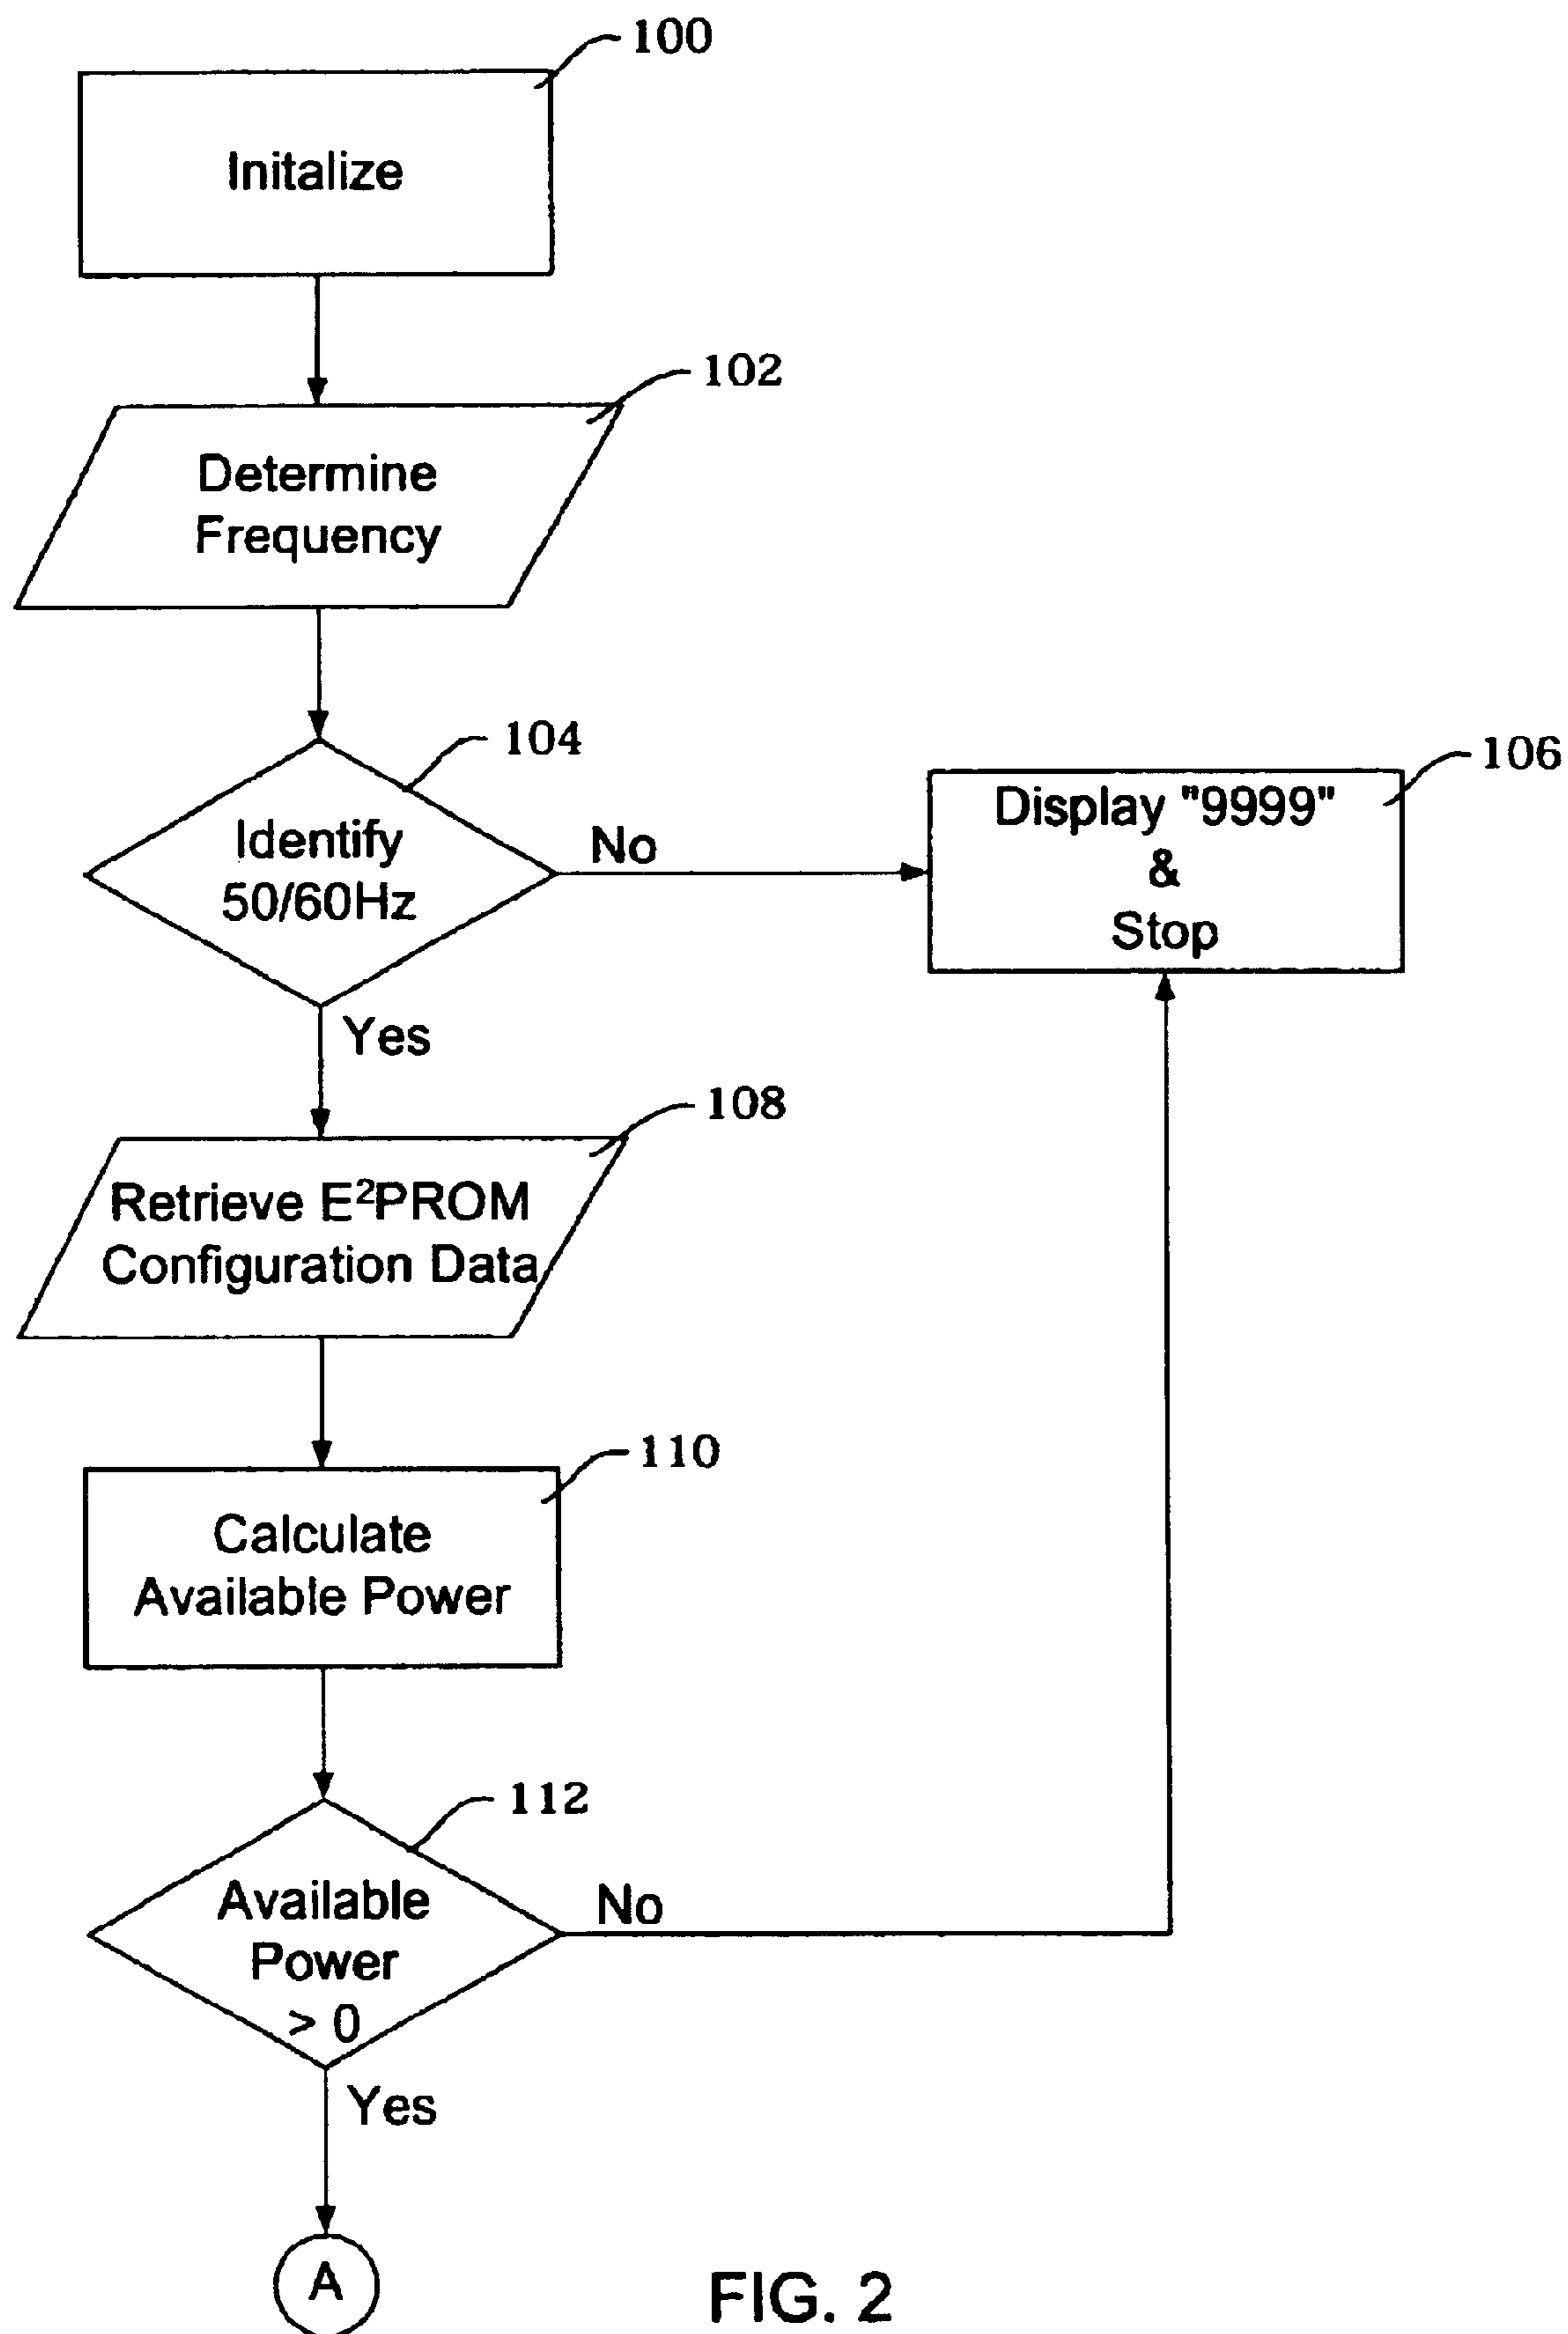 100
Initalize
102
Determine
Frequency
104
Identify
50/60Hz
No
106
Display "9999"
&
Stop
Yes
108
Retrieve E²PROM
Configuration Data
110
Calculate
Available Power
112
Available
Power
> 0
No
Yes
A
FIG. 2